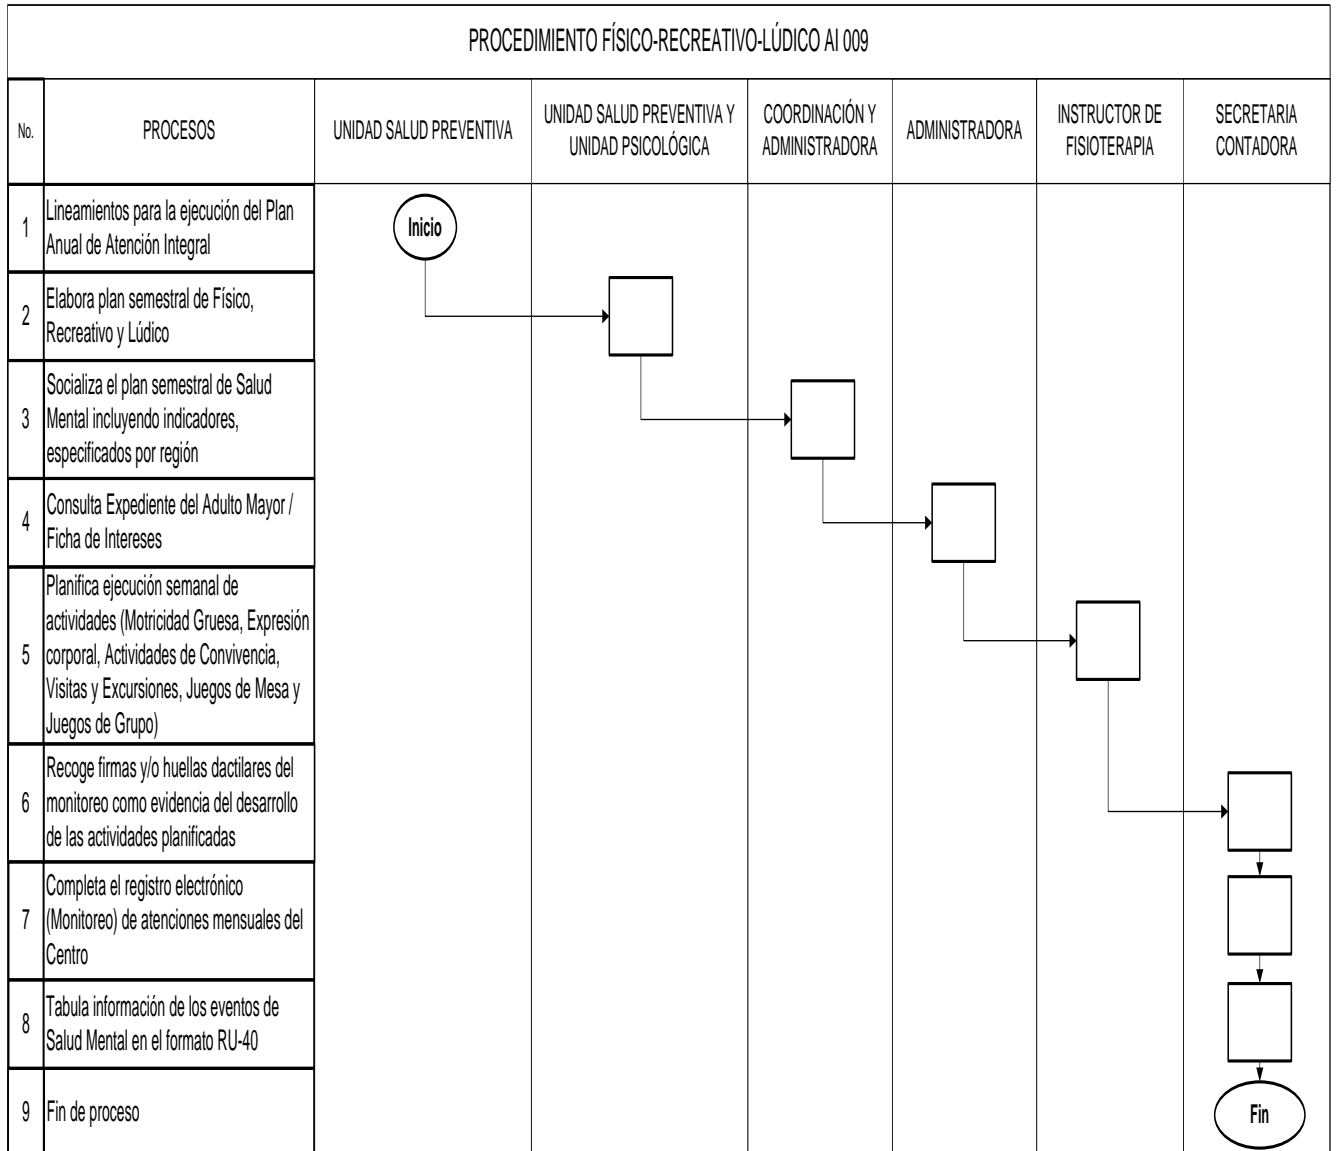 PROCEDIMIENTO FÍSICO-RECREATIVO-LÚDICO AI 009
No.
PROCESOS
UNIDAD SALUD PREVENTIVA
UNIDAD SALUD PREVENTIVA Y
UNIDAD PSICOLÓGICA
COORDINACIÓN Y
ADMINISTRADORA
ADMINISTRADORA
INSTRUCTOR DE
FISIOTERAPIA
SECRETARIA
CONTADORA
1
Lineamientos para la ejecución del Plan
Anual de Atención Integral
Inicio
2
Elabora plan semestral de Físico,
Recreativo y Lúdico
3
Socializa el plan semestral de Salud
Mental incluyendo indicadores,
especificados por región
4
Consulta Expediente del Adulto Mayor /
Ficha de Intereses
5
Planifica ejecución semanal de
actividades (Motricidad Gruesa, Expresión
corporal, Actividades de Convivencia,
Visitas y Excursiones, Juegos de Mesa y
Juegos de Grupo)
6
Recoge firmas y/o huellas dactilares del
monitoreo como evidencia del desarrollo
de las actividades planificadas
7
Completa el registro electrónico
(Monitoreo) de atenciones mensuales del
Centro
8
Tabula información de los eventos de
Salud Mental en el formato RU-40
9
Fin de proceso
Fin